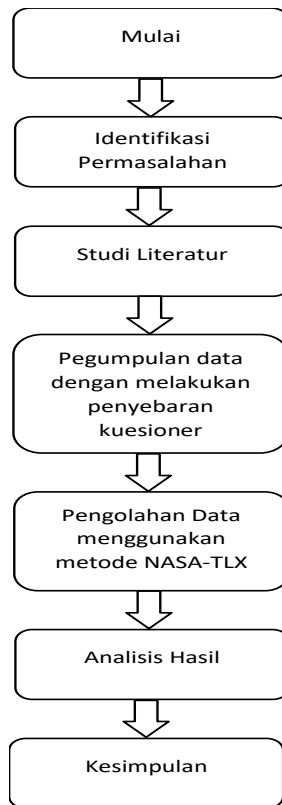 Mulai
Identifikasi
Permasalahan
Studi Literatur
Pegumpulan data
dengan melakukan
penyebaran
kuesioner
Pengolahan Data
menggunakan
metode NASA-TLX
Analisis Hasil
Kesimpulan